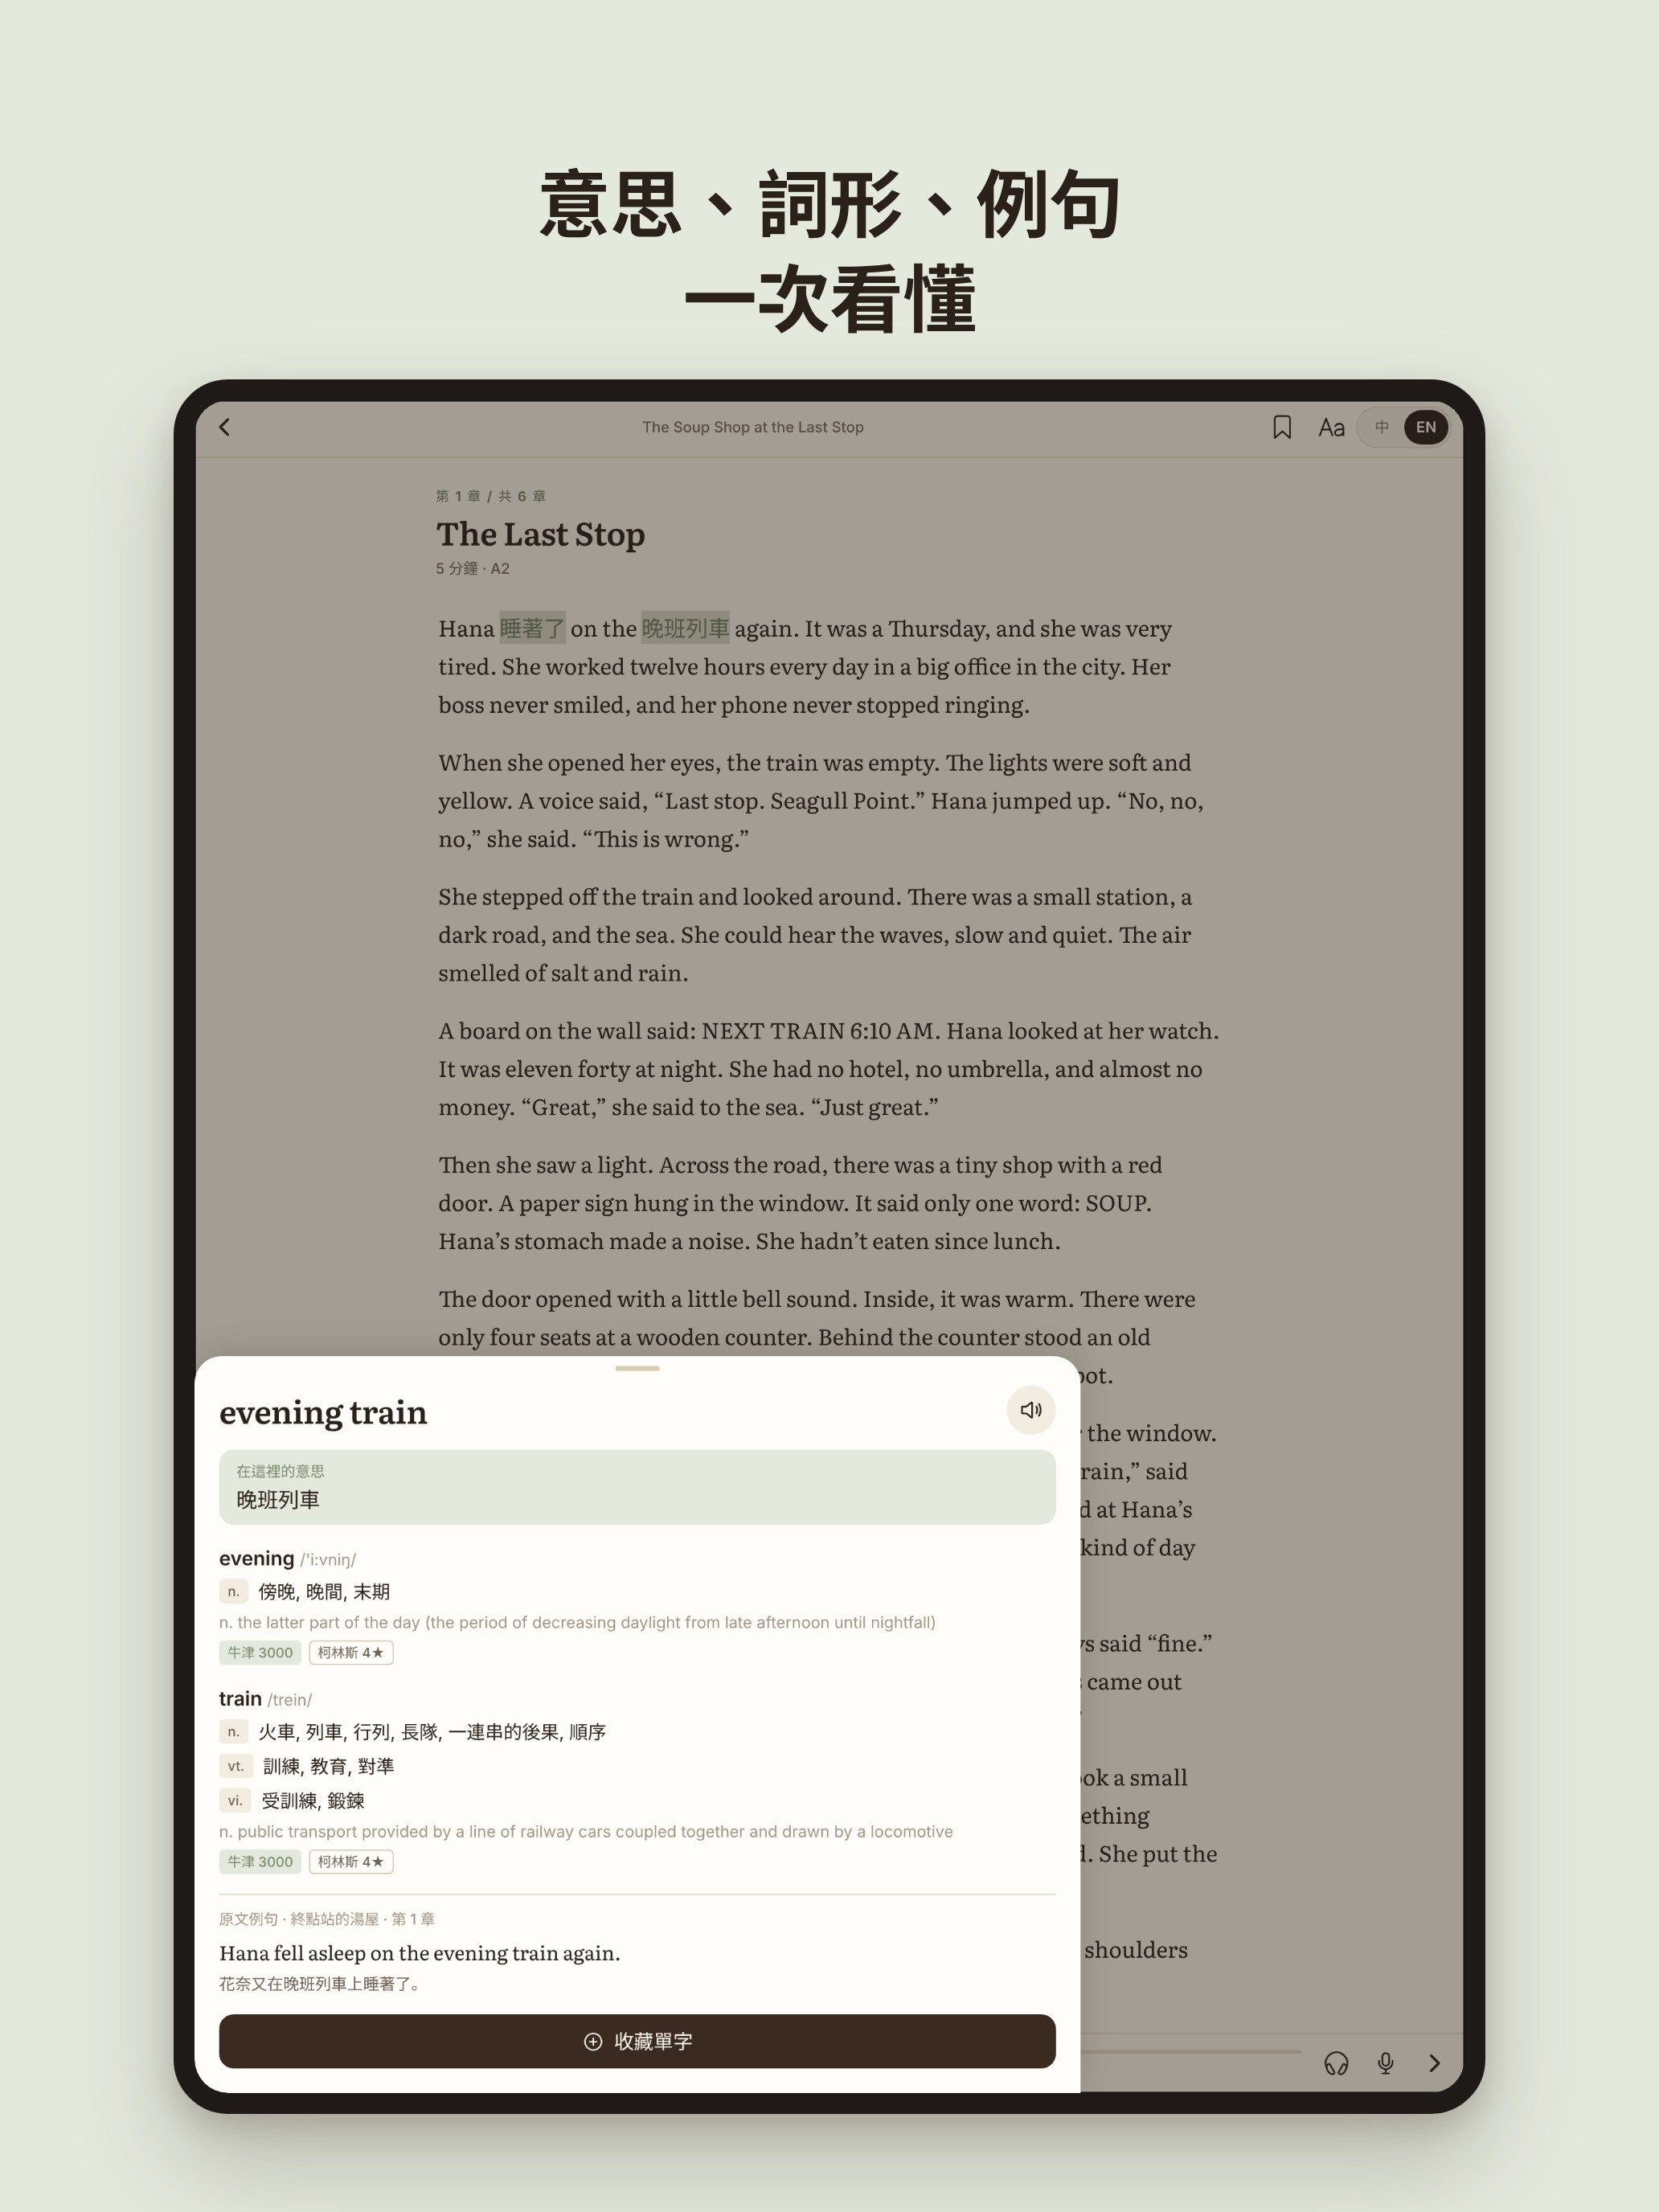 意思、詞形、例句
一次看懂
The Soup Shop at the Last Stop
Aa
中
EN
第 1 章 / 共 6 章
The Last Stop
5 分鐘 · A2
Hana 睡著了 on the 晚班列車 again. It was a Thursday, and she was very
tired. She worked twelve hours every day in a big office in the city. Her
boss never smiled, and her phone never stopped ringing.
When she opened her eyes, the train was empty. The lights were soft and
yellow. A voice said, “Last stop. Seagull Point.” Hana jumped up. “No, no,
no,” she said. “This is wrong.”
She stepped off the train and looked around. There was a small station, a
dark road, and the sea. She could hear the waves, slow and quiet. The air
smelled of salt and rain.
A board on the wall said: NEXT TRAIN 6:10 AM. Hana looked at her watch.
It was eleven forty at night. She had no hotel, no umbrella, and almost no
money. “Great,” she said to the sea. “Just great.”
Then she saw a light. Across the road, there was a tiny shop with a red
door. A paper sign hung in the window. It said only one word: SOUP.
Hana’s stomach made a noise. She hadn’t eaten since lunch.
The door opened with a little bell sound. Inside, it was warm. There were
only four seats at a wooden counter. Behind the counter stood an old
the window.
said
at Hana’s
kind of day
said “fine.”
came out
a small
She put the
shoulders
evening train
在這裡的意思
晚班列車
evening /'i:vniŋ/
n. 傍晚, 晚間, 末期
n. the latter part of the day (the period of decreasing daylight from late afternoon until nightfall)
牛津 3000 柯林斯 4★
train /trein/
n. 火車, 列車, 行列, 長隊, 一連串的後果, 順序
vt. 訓練, 教育, 對準
vi. 受訓練, 鍛鍊
n. public transport provided by a line of railway cars coupled together and drawn by a locomotive
牛津 3000 柯林斯 4★
原文例句 · 終點站的湯屋 · 第 1 章
Hana fell asleep on the evening train again.
花奈又在晚班列車上睡著了。
收藏單字